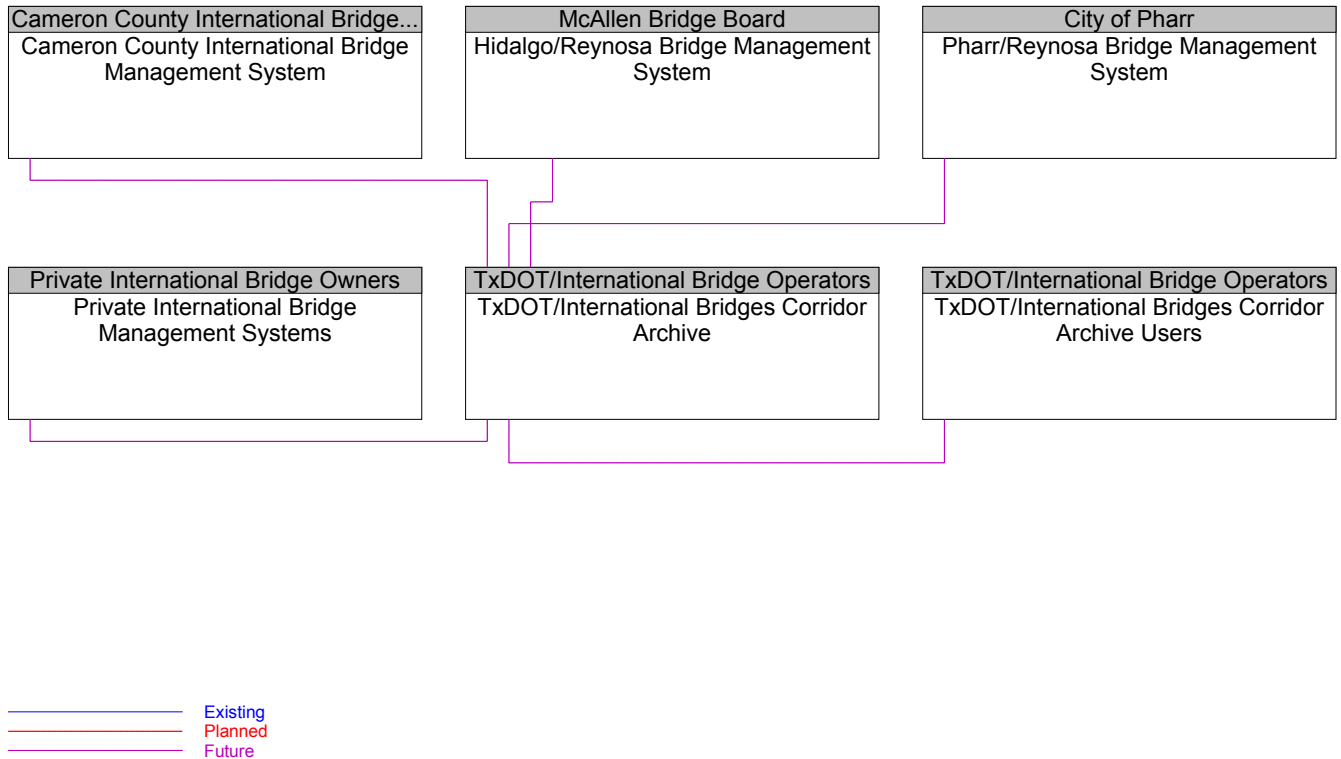 Cameron County International Bridge...
Cameron County International Bridge
Management System
McAllen Bridge Board
Hidalgo/Reynosa Bridge Management
System
City of Pharr
Pharr/Reynosa Bridge Management
System
Private International Bridge Owners
Private International Bridge
Management Systems
TxDOT/International Bridge Operators
TxDOT/International Bridges Corridor
Archive
TxDOT/International Bridge Operators
TxDOT/International Bridges Corridor
Archive Users
Existing
Planned
Future